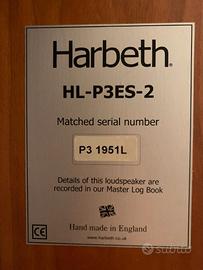 Harbeth®
HL-P3ES-2
Matched serial number
P3 1951L
Details of this loudspeaker are
recorded in our Master Log Book
CE
Hand made in England
www.harbeth.co.uk
subito